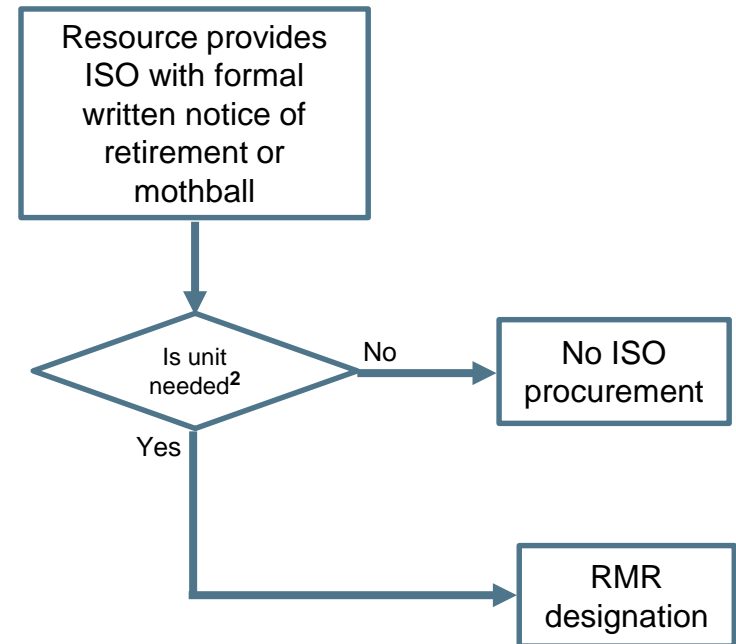 Resource provides
ISO with formal
written notice of
retirement or
mothball
Is unit
needed2
No
No ISO
procurement
Yes
RMR
designation